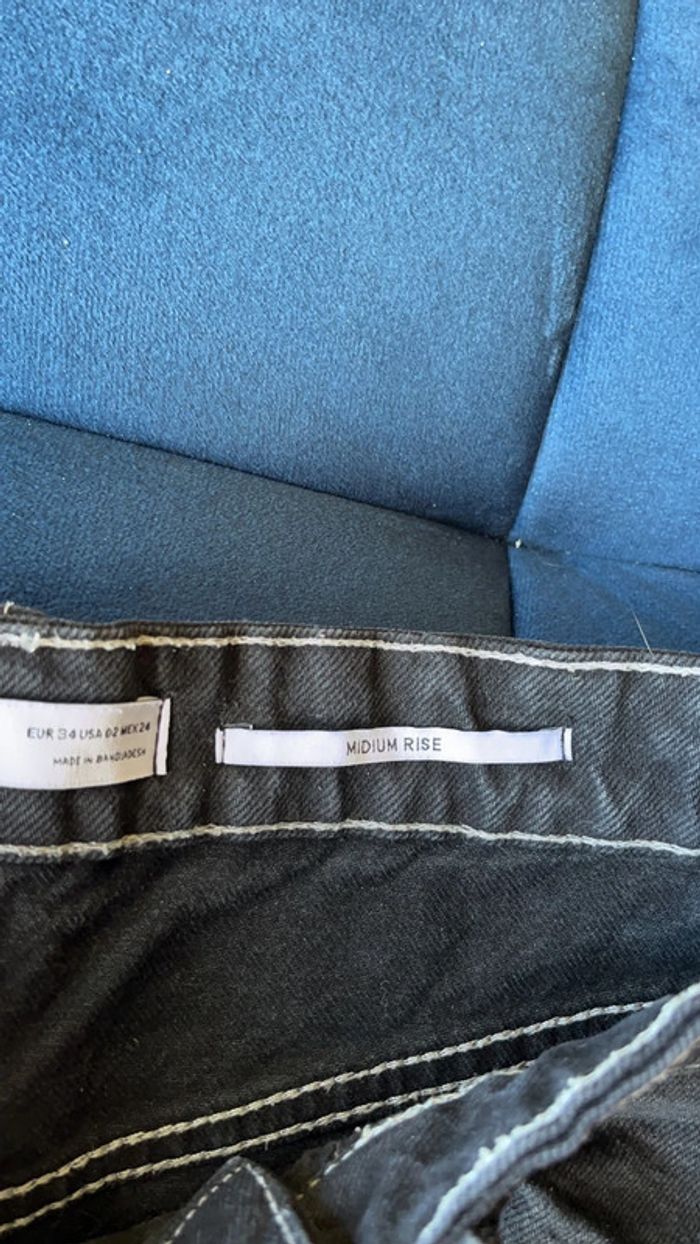 EUR 34 USA 02 MEX 24
MADE IN BANGLADESH
MIDIUM RISE